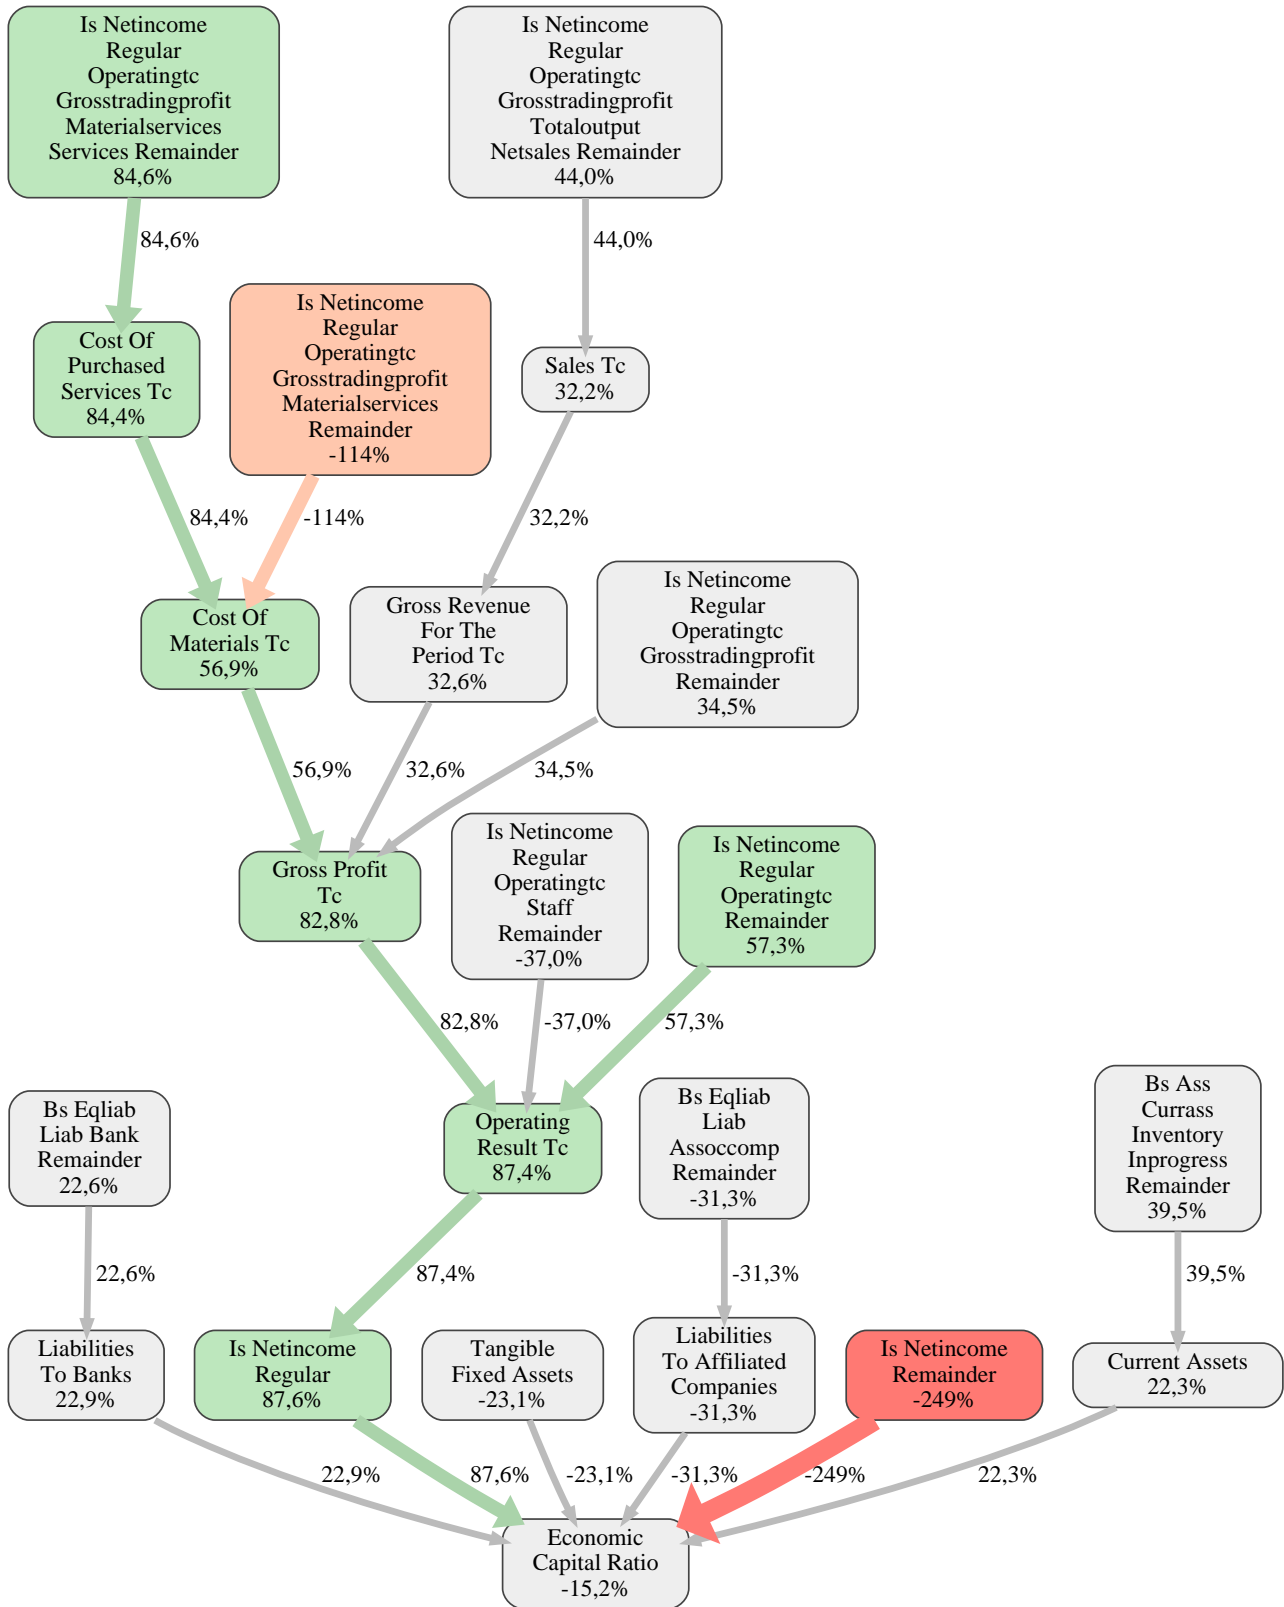 Is Netincome
Regular
Operatingtc
Grosstradingprofit
Materialservices
Services Remainder
84,6%
Is Netincome
Regular
Operatingtc
Grosstradingprofit
Totaloutput
Netsales Remainder
44,0%
84,6%
44,0%
Cost Of
Purchased
Services Tc
84,4%
Is Netincome
Regular
Operatingtc
Grosstradingprofit
Materialservices
Remainder
-114%
Sales Tc
32,2%
84,4%
-114%
32,2%
Cost Of
Materials Tc
56,9%
Gross Revenue
For The
Period Tc
32,6%
Is Netincome
Regular
Operatingtc
Grosstradingprofit
Remainder
34,5%
56,9%
32,6%
34,5%
Gross Profit
Tc
82,8%
Is Netincome
Regular
Operatingtc
Staff
Remainder
-37,0%
Is Netincome
Regular
Operatingtc
Remainder
57,3%
82,8%
-37,0%
57,3%
Bs Eqliab
Liab Bank
Remainder
22,6%
Operating
Result Tc
87,4%
Bs Eqliab
Liab
Assoccomp
Remainder
-31,3%
Bs Ass
Currass
Inventory
Inprogress
Remainder
39,5%
22,6%
87,4%
-31,3%
39,5%
Liabilities
To Banks
22,9%
Is Netincome
Regular
87,6%
Tangible
Fixed Assets
-23,1%
Liabilities
To Affiliated
Companies
-31,3%
Is Netincome
Remainder
-249%
Current Assets
22,3%
22,9%
87,6%
-23,1%
-31,3%
-249%
22,3%
Economic
Capital Ratio
-15,2%